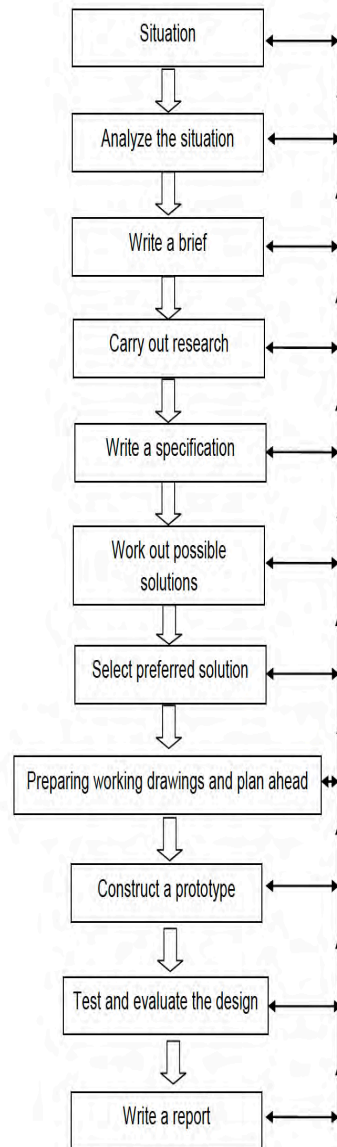 Situation
Analyze the situation
Write a brief
Carry out research
Write a specification
Work out possible
solutions
Select preferred solution
Preparing working drawings and plan ahead
Construct a prototype
Test and evaluate the design
Write a report